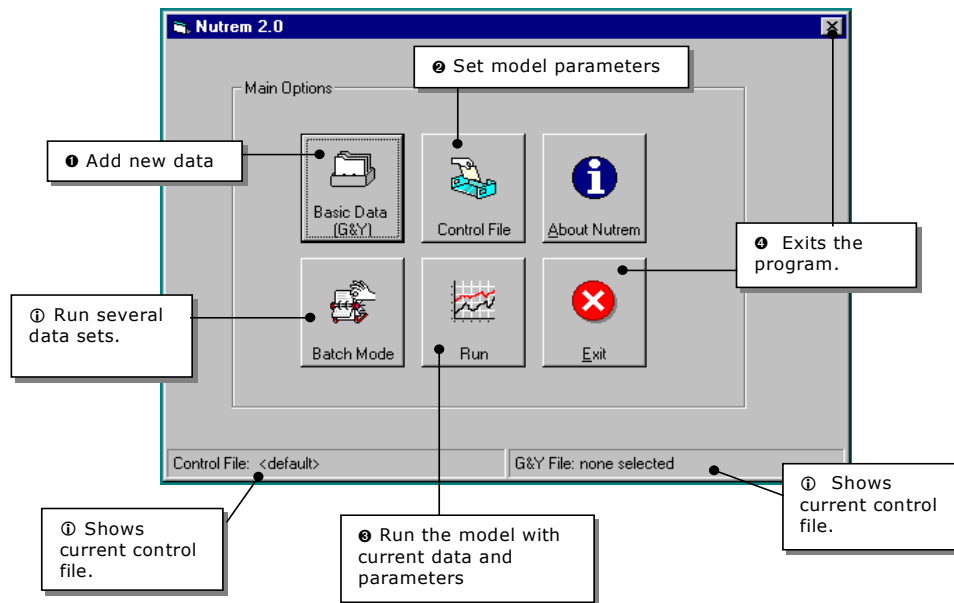 Nutrem 2.0
❷ Set model parameters
Main Options
❶ Add new data
Basic Data
(G&Y)
Control File
About Nutrem
❹ Exits the
program.
ⓘ Run several
data sets.
Batch Mode
Run
Exit
Control File: <default>
G&Y File: none selected
ⓘ Shows
current control
file.
❸ Run the model with
current data and
parameters
ⓘ Shows
current control
file.